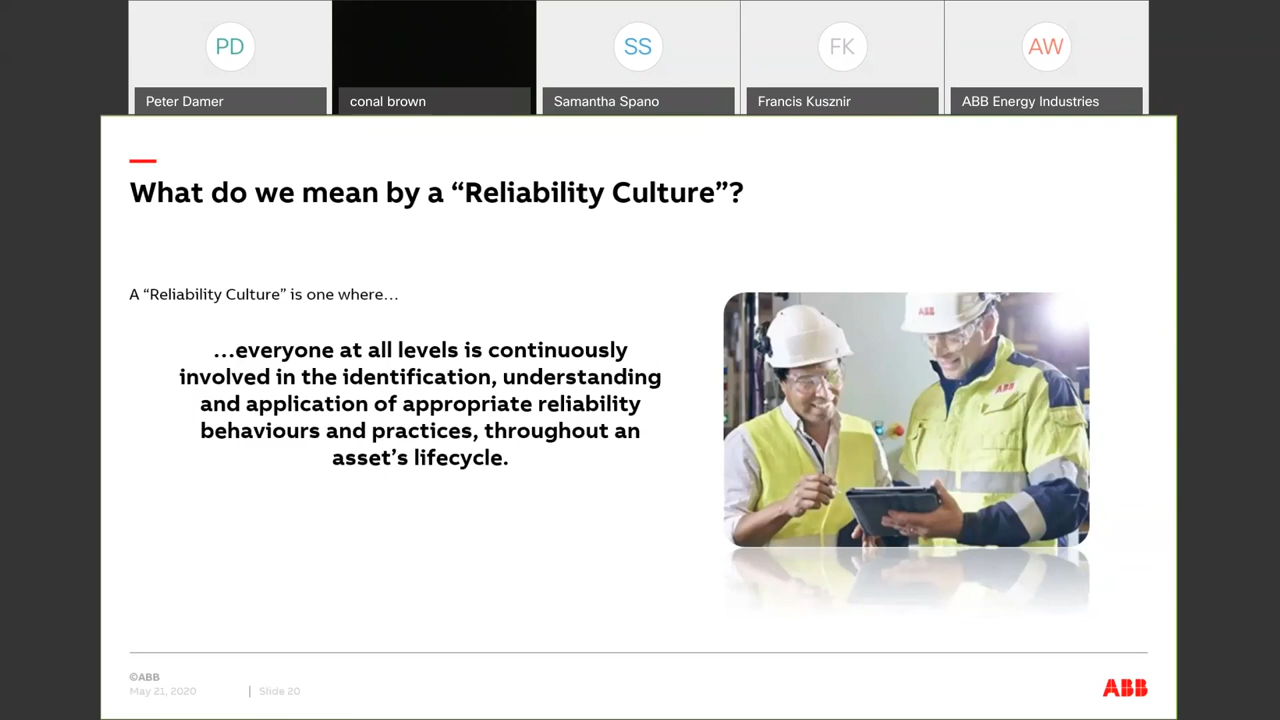 PD
SS
FK
AW
Peter Damer
conal brown
Samantha Spano
Francis Kusznir
ABB Energy Industries
What do we mean by a “Reliability Culture”?
A “Reliability Culture” is one where...
...everyone at all levels is continuously
involved in the identification, understanding
and application of appropriate reliability
behaviours and practices, throughout an
asset’s lifecycle.
ABB
ABB
©ABB
May 21, 2020 | Slide 20
ABB